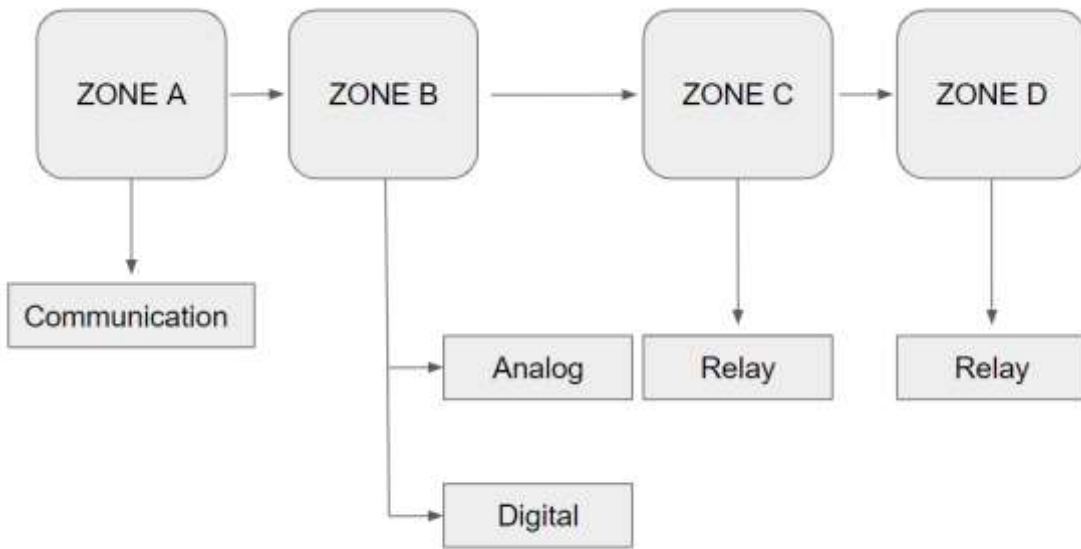 ZONE A
ZONE B
ZONE C
ZONE D
Communication
Analog
Relay
Relay
Digital